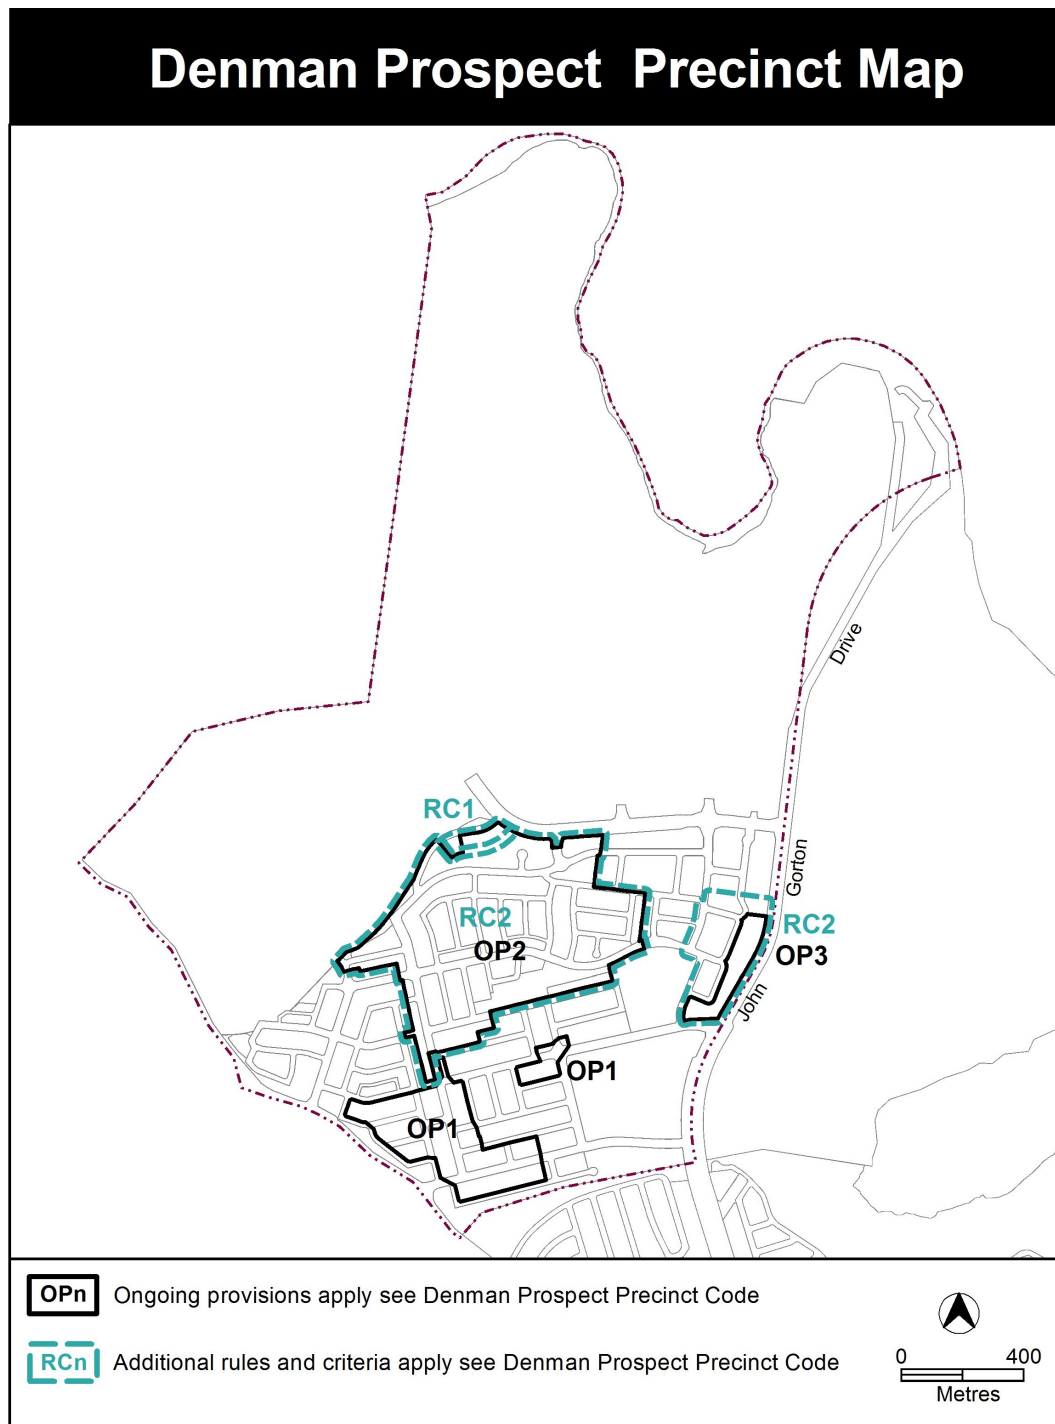 Denman Prospect  Precinct Map
Drive
RC1
Gorton
RC2
OP2
RC2
OP3
John
OP1
OP1
OPn Ongoing provisions apply see Denman Prospect Precinct Code
RCn Additional rules and criteria apply see Denman Prospect Precinct Code
0 400
Metres